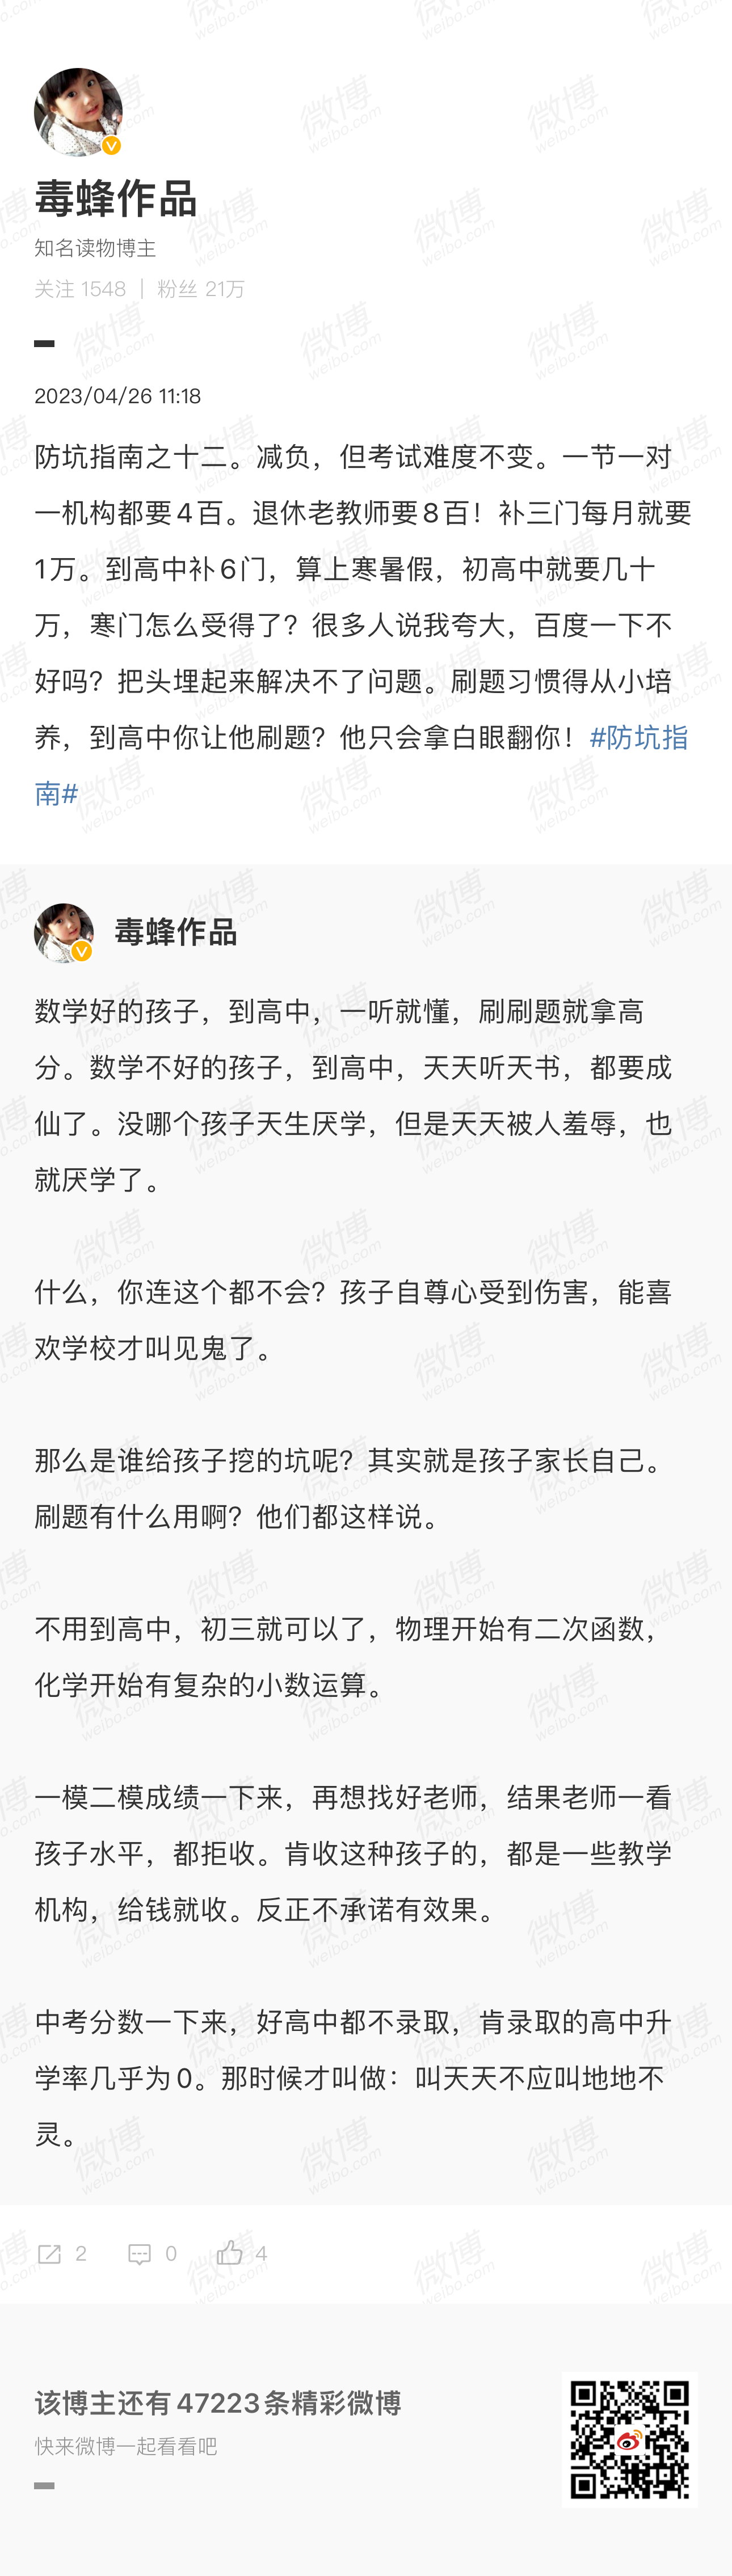 毒蜂作品
知名读物博主
关注 1548 | 粉丝 21万
2023/04/26 11:18
防坑指南之十二。减负，但考试难度不变。一节一对
一机构都要4百。退休老教师要8百！补三门每月就要
1万。到高中补6门，算上寒暑假，初高中就要几十
万，寒门怎么受得了？很多人说我夸大，百度一下不
好吗？把头埋起来解决不了问题。刷题习惯得从小培
养，到高中你让他刷题？他只会拿白眼翻你！#防坑指
南#
毒蜂作品
数学好的孩子，到高中，一听就懂，刷刷题就拿高
分。数学不好的孩子，到高中，天天听天书，都要成
仙了。没哪个孩子天生厌学，但是天天被人羞辱，也
就厌学了。
什么，你连这个都不会？孩子自尊心受到伤害，能喜
欢学校才叫见鬼了。
那么是谁给孩子挖的坑呢？其实就是孩子家长自己。
刷题有什么用啊？他们都这样说。
不用到高中，初三就可以了，物理开始有二次函数，
化学开始有复杂的小数运算。
一模二模成绩一下来，再想找好老师，结果老师一看
孩子水平，都拒收。肯收这种孩子的，都是一些教学
机构，给钱就收。反正不承诺有效果。
中考分数一下来，好高中都不录取，肯录取的高中升
学率几乎为0。那时候才叫做：叫天天不应叫地地不
灵。
2 0 4
该博主还有47223条精彩微博
快来微博一起看看吧
微博
weibo.com